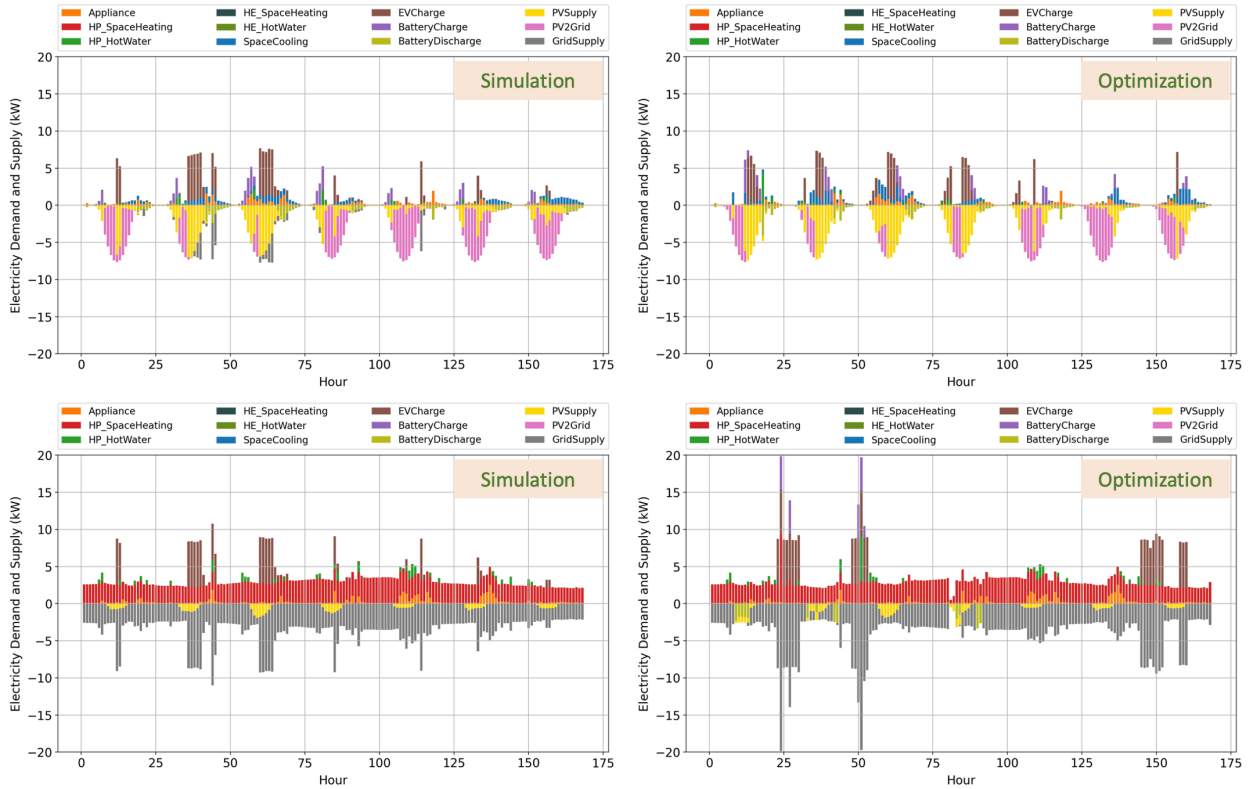 Appliance HE_SpaceHeating EVCharge PVSupply
HP_SpaceHeating HE_HotWater BatteryCharge PV2Grid
HP_HotWater SpaceCooling BatteryDischarge GridSupply
Simulation
Electricity Demand and Supply (kW)
20
15
10
5
0
−5
−10
−15
−20
0 25 50 75 100 125 150 175
Hour
Appliance HE_SpaceHeating EVCharge PVSupply
HP_SpaceHeating HE_HotWater BatteryCharge PV2Grid
HP_HotWater SpaceCooling BatteryDischarge GridSupply
Optimization
Electricity Demand and Supply (kW)
20
15
10
5
0
−5
−10
−15
−20
0 25 50 75 100 125 150 175
Hour
Appliance HE_SpaceHeating EVCharge PVSupply
HP_SpaceHeating HE_HotWater BatteryCharge PV2Grid
HP_HotWater SpaceCooling BatteryDischarge GridSupply
Simulation
Electricity Demand and Supply (kW)
20
15
10
5
0
−5
−10
−15
−20
0 25 50 75 100 125 150 175
Hour
Appliance HE_SpaceHeating EVCharge PVSupply
HP_SpaceHeating HE_HotWater BatteryCharge PV2Grid
HP_HotWater SpaceCooling BatteryDischarge GridSupply
Optimization
Electricity Demand and Supply (kW)
20
15
10
5
0
−5
−10
−15
−20
0 25 50 75 100 125 150 175
Hour